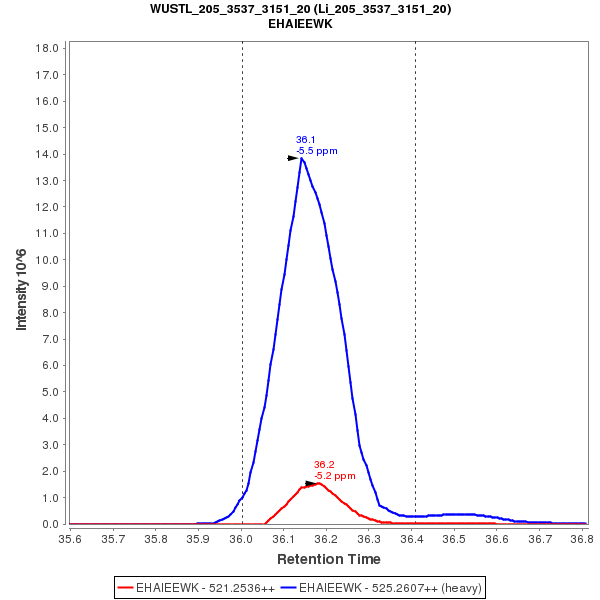 WUSTL_205_3537_3151_20 (Li_205_3537_3151_20)
EHAIEEWK
18.0
17.0
16.0
15.0
14.0
13.0
12.0
11.0
10.0
9.0
8.0
7.0
6.0
5.0
4.0
3.0
2.0
1.0
0.0
Intensity 10^6
36.1
-5.5 ppm
36.2
-5.2 ppm
35.6 35.7 35.8 35.9 36.0 36.1 36.2 36.3 36.4 36.5 36.6 36.7 36.8
Retention Time
EHAIEEWK - 521.2536++ EHAIEEWK - 525.2607++ (heavy)